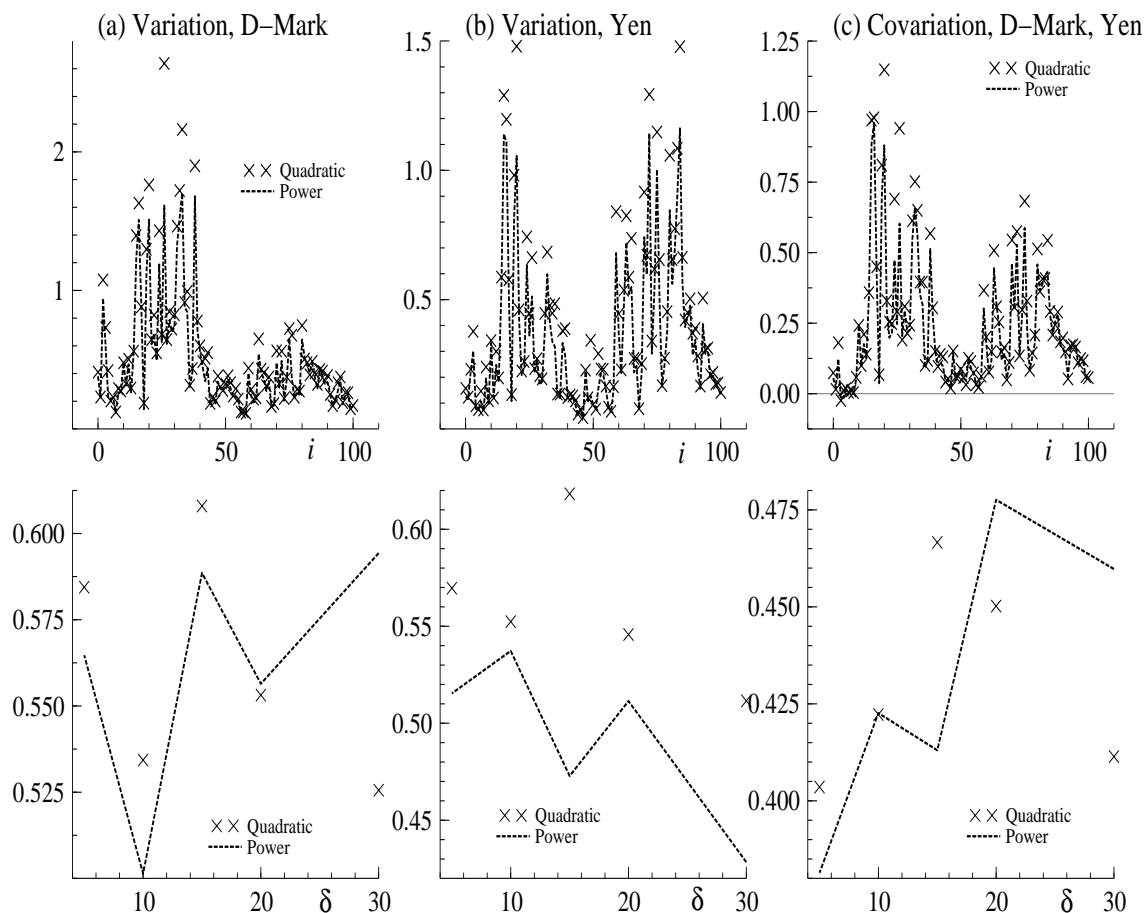 (a) Variation, D−Mark
(b) Variation, Yen
(c) Covariation, D−Mark, Yen
2
1
Quadratic
Power
0
50
i
100
1.5
1.0
0.5
0
50
i
100
1.25
1.00
0.75
0.50
0.25
0.00
Quadratic
Power
0
50
i
100
0.600
0.575
0.550
0.525
Quadratic
Power
10
20
δ
30
0.60
0.55
0.50
0.45
Quadratic
Power
10
20
δ
30
0.475
0.450
0.425
0.400
Quadratic
Power
10
20
δ
30